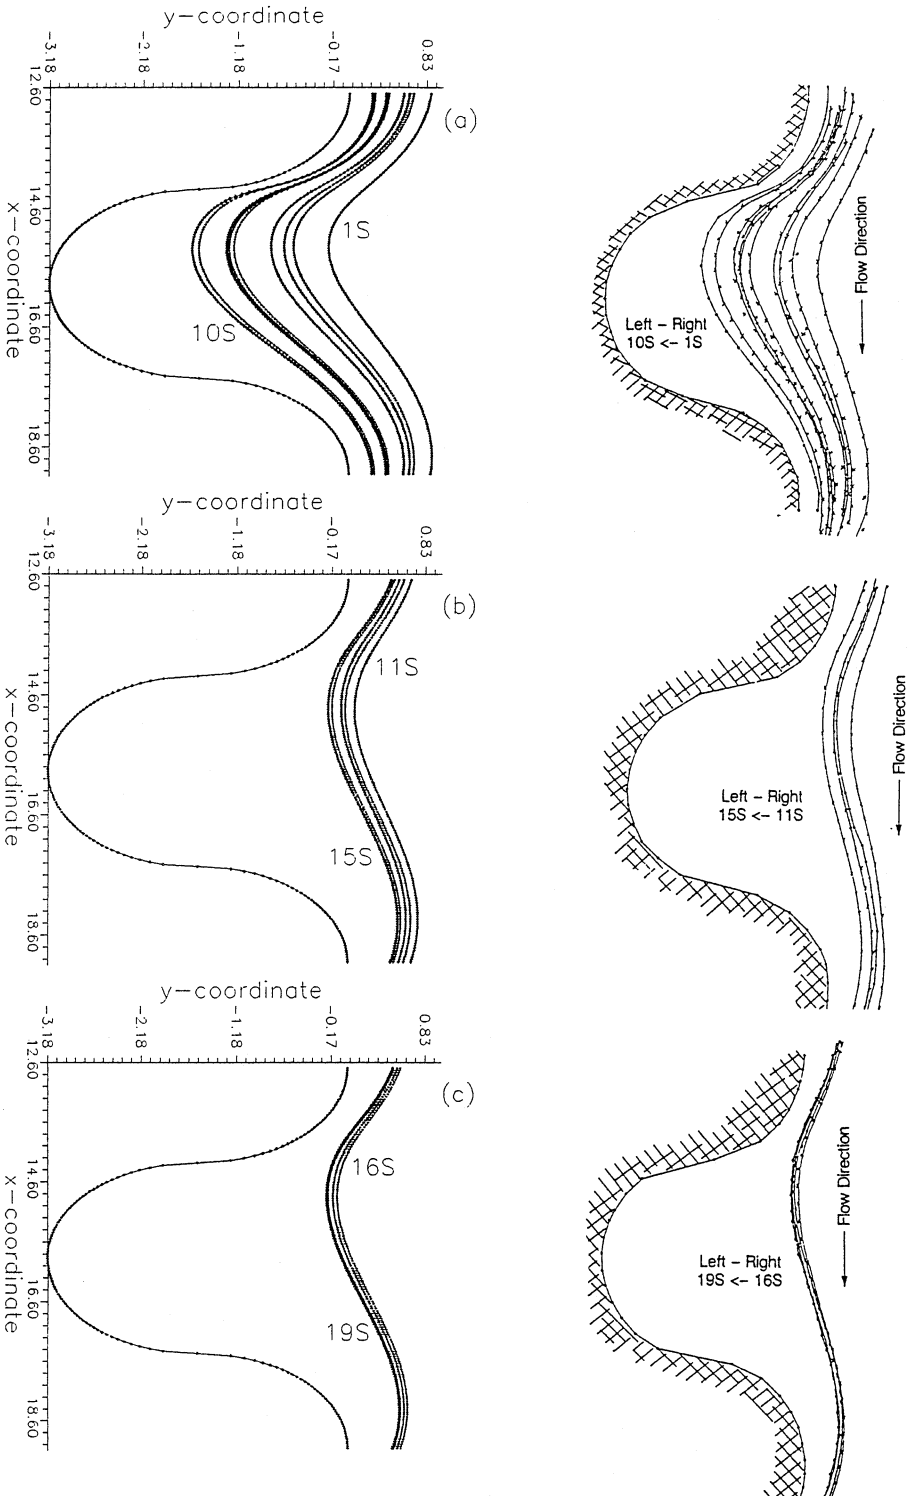 y-coordinate
-3.18
-2.18
-1.18
-0.17
0.83
(a)
1S
10S
12.60
14.60
16.60
18.60
x-coordinate
Flow Direction
Left - Right
10S <- 1S
y-coordinate
-3.18
-2.18
-1.18
-0.17
0.83
(b)
11S
15S
12.60
14.60
16.60
18.60
x-coordinate
Flow Direction
Left - Right
15S <- 11S
y-coordinate
-3.18
-2.18
-1.18
-0.17
0.83
(c)
16S
19S
12.60
14.60
16.60
18.60
x-coordinate
Flow Direction
Left - Right
19S <- 16S